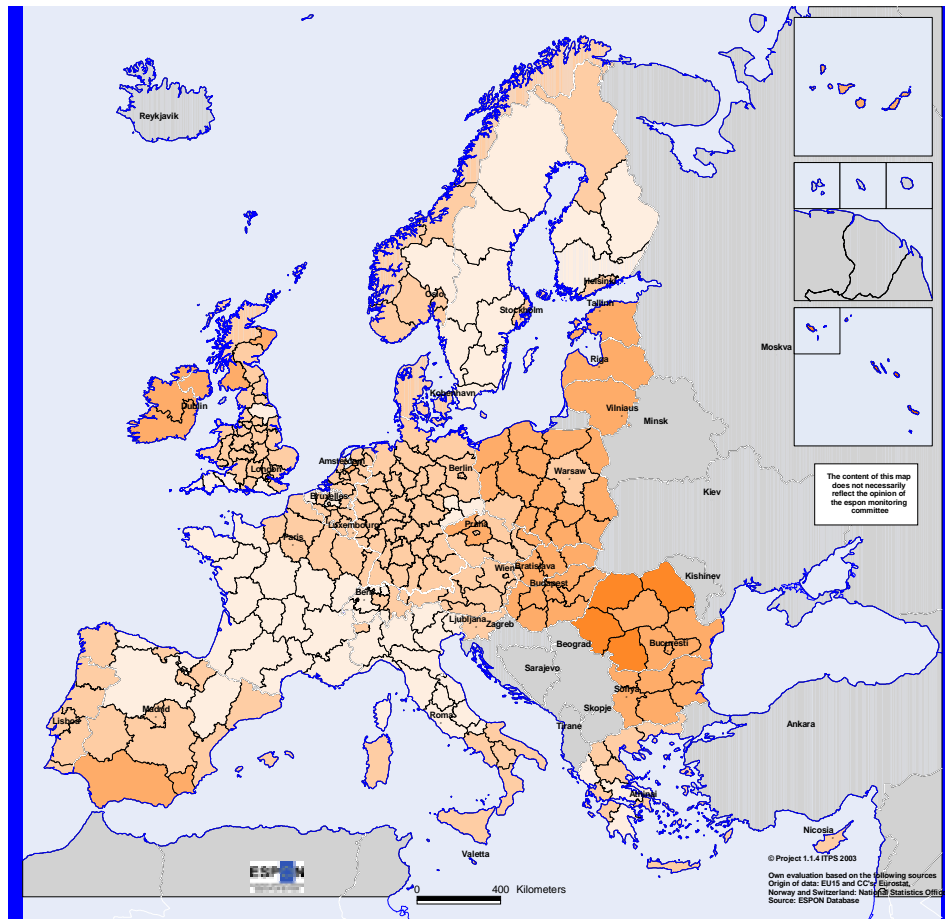 Reykjavik
Oslo
Helsinki
Tallinn
Stockholm
Riga
Moskva
Kobenhavn
Vilniaus
Minsk
Dublin
Amsterdam
Berlin
Warsaw
London
The content of this map
does not necessarily
reflect the opinion of
the espon monitoring
committee
Kiev
Bruxelles
Luxembourg
Praha
Paris
Wien
Bratislava
Kishinev
Budapest
Bern
Ljubljana
Zagreb
Beograd
Bucuresti
Sarajevo
Sofiya
Madrid
Roma
Lisboa
Skopje
Tirane
Ankara
Athinai
Nicosia
Valetta
© Project 1.1.4 ITPS 2003
ESPON
Own evaluation based on the following sources
Origin of data: EU15 and CC's: Eurostat,
Norway and Switzerland: National Statistics Offic
Source: ESPON Database
0 400 Kilometers